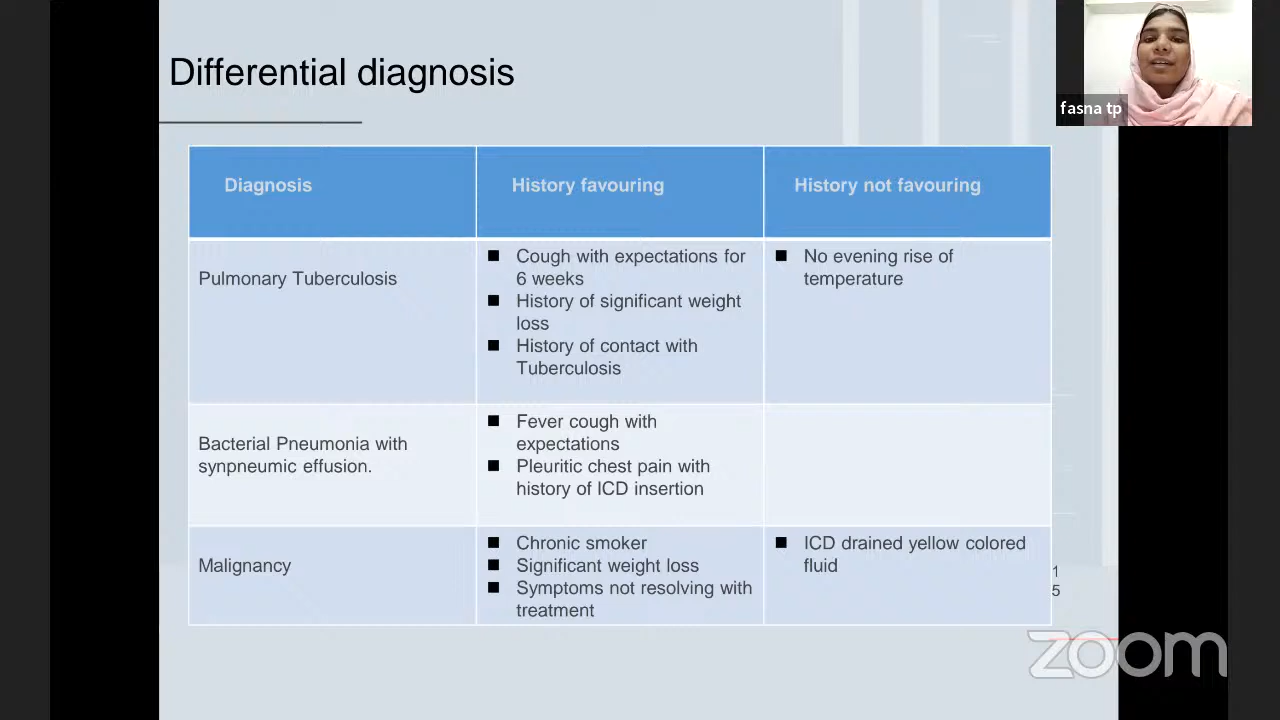 Differential diagnosis
fasna tp
Diagnosis
History favouring
History not favouring
Pulmonary Tuberculosis
Cough with expectations for
6 weeks
History of significant weight
loss
History of contact with
Tuberculosis
No evening rise of
temperature
Bacterial Pneumonia with
synpneumic effusion.
Fever cough with
expectations
Pleuritic chest pain with
history of ICD insertion
Malignancy
Chronic smoker
Significant weight loss
Symptoms not resolving with
treatment
ICD drained yellow colored
fluid
1
5
zoom